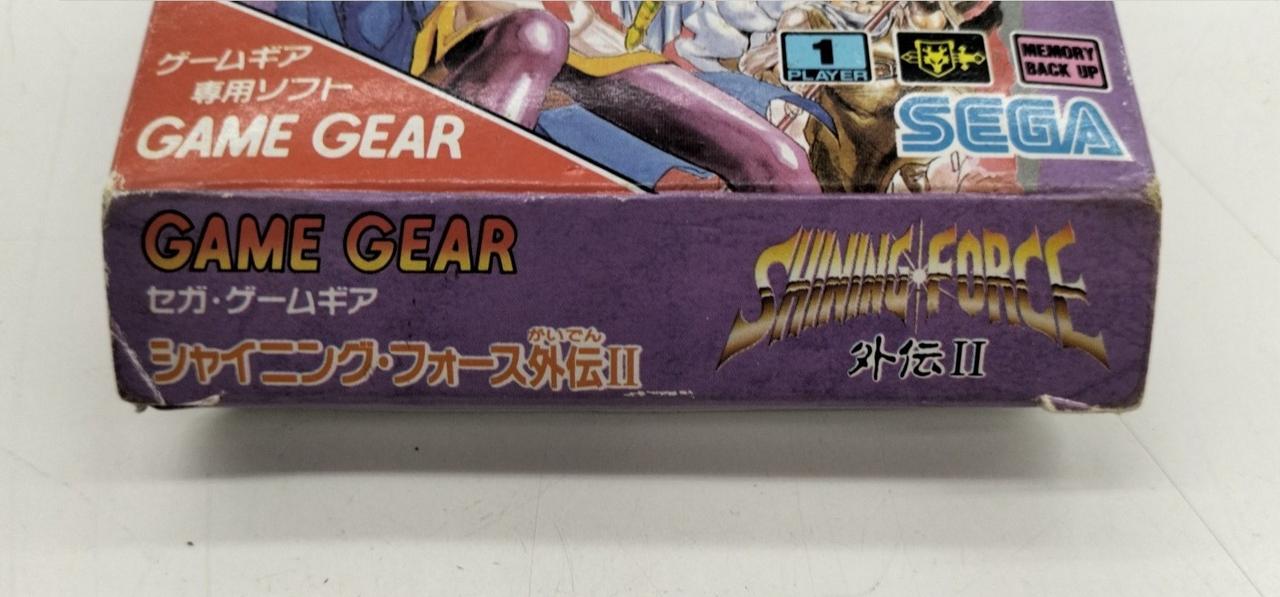 ゲームギア
専用ソフト
GAME GEAR
1
PLAYER
MEMORY
BACK UP
SEGA
GAME GEAR
セガ・ゲームギア
がいでん
シャイニング・フォース外伝II
SHINING FORCE
外伝II